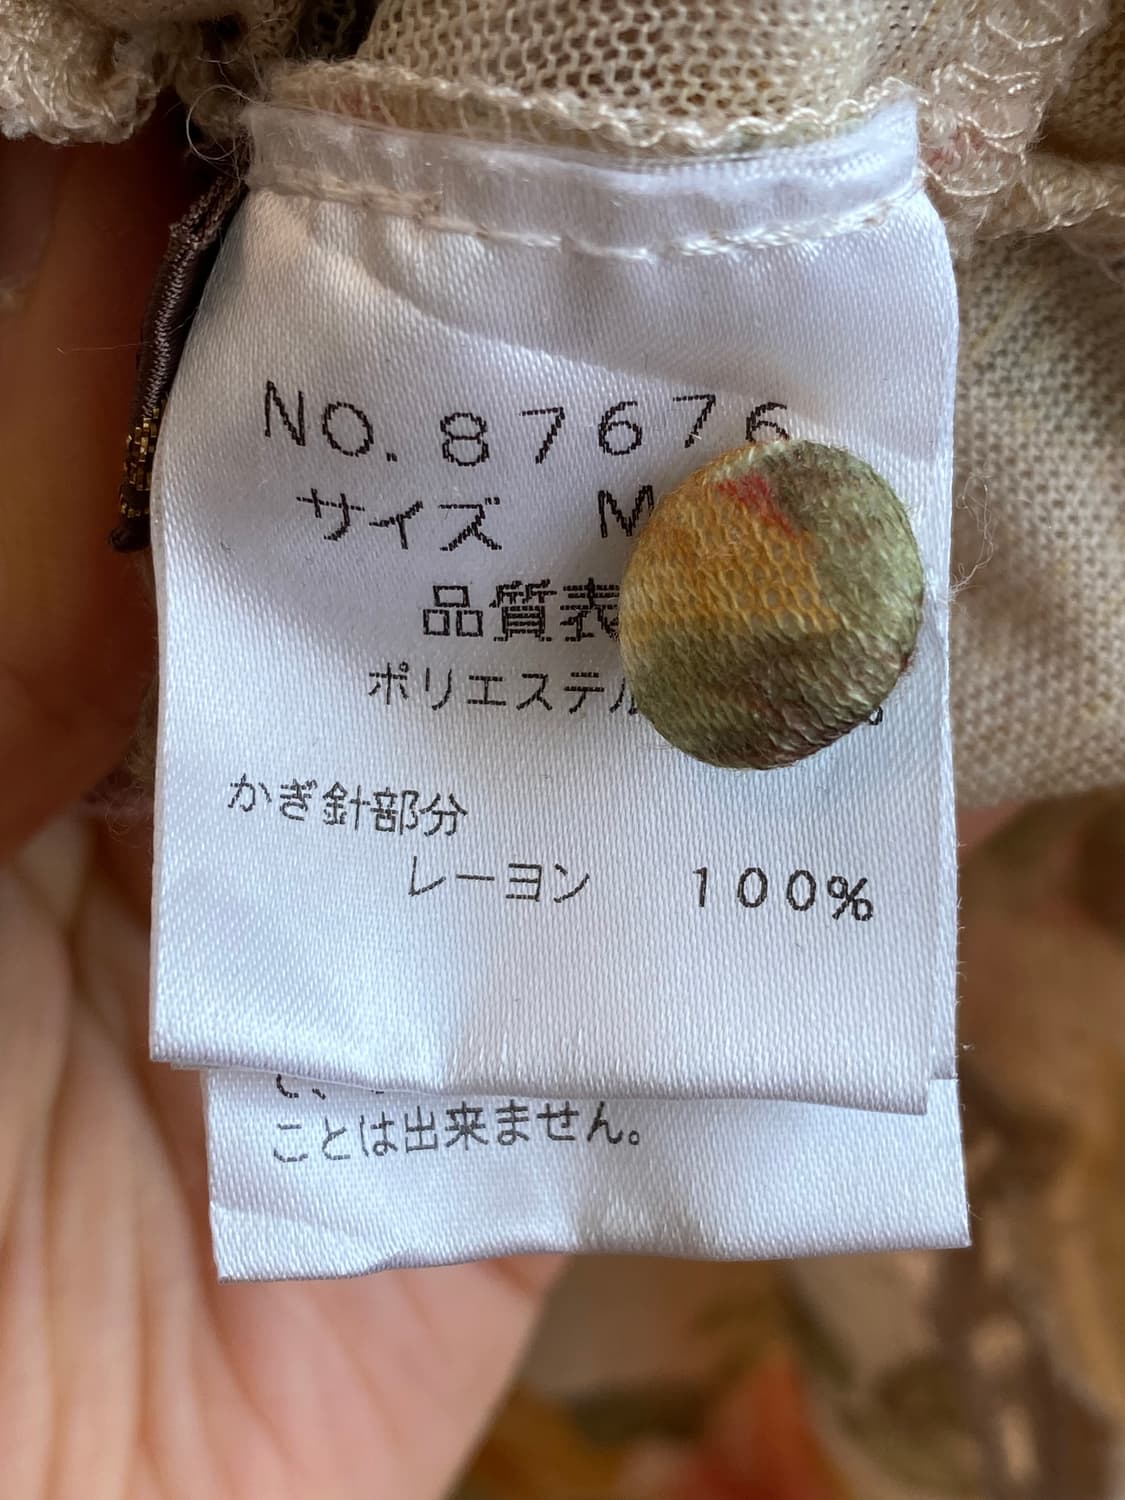 NO. 87676
サイズ M
品質表
ポリエステル %
かぎ針部分
レーヨン 100%
ことは出来ません。